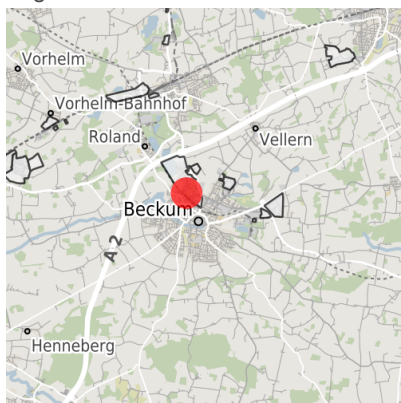 Vorhelm
Vorhelm-Bahnhof
Roland
Vellern
Beckum
A 2
Henneberg